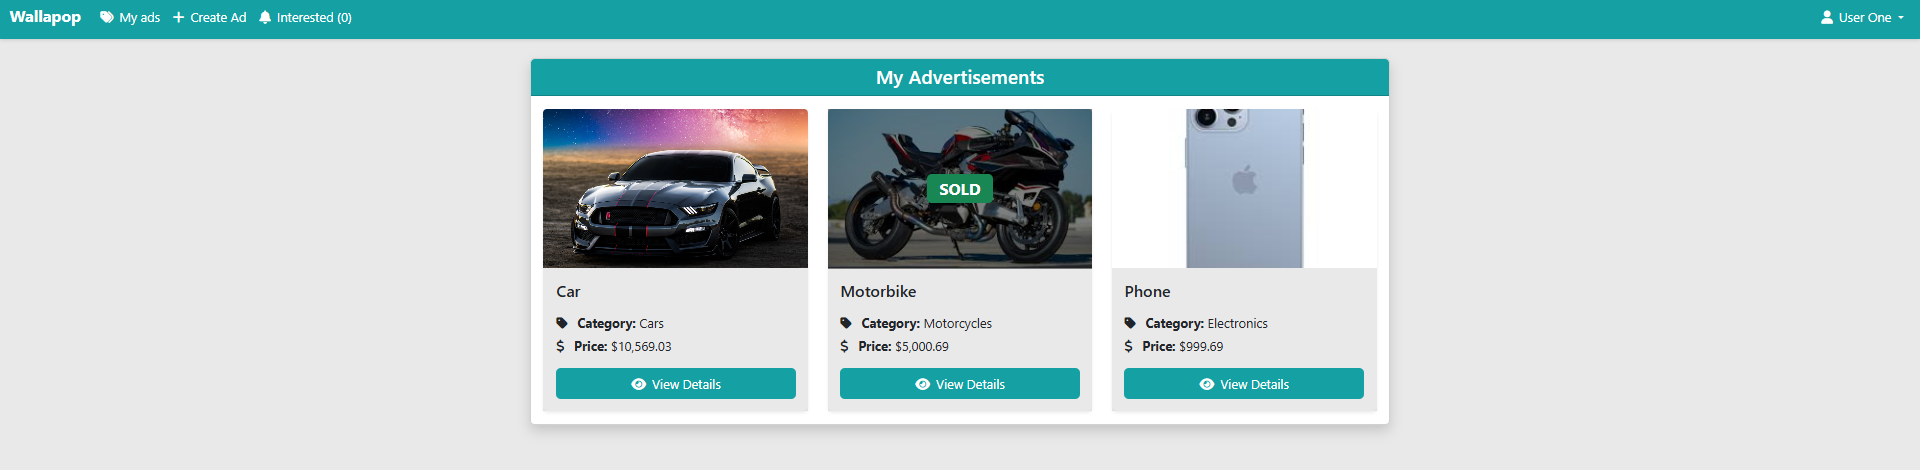 Wallapop My ads Create Ad Interested (0) User One
My Advertisements
SOLD
Car Motorbike Phone
Category: Cars Category: Motorcycles Category: Electronics
$ Price: $10,569.03 $ Price: $5,000.69 $ Price: $999.69
View Details View Details View Details